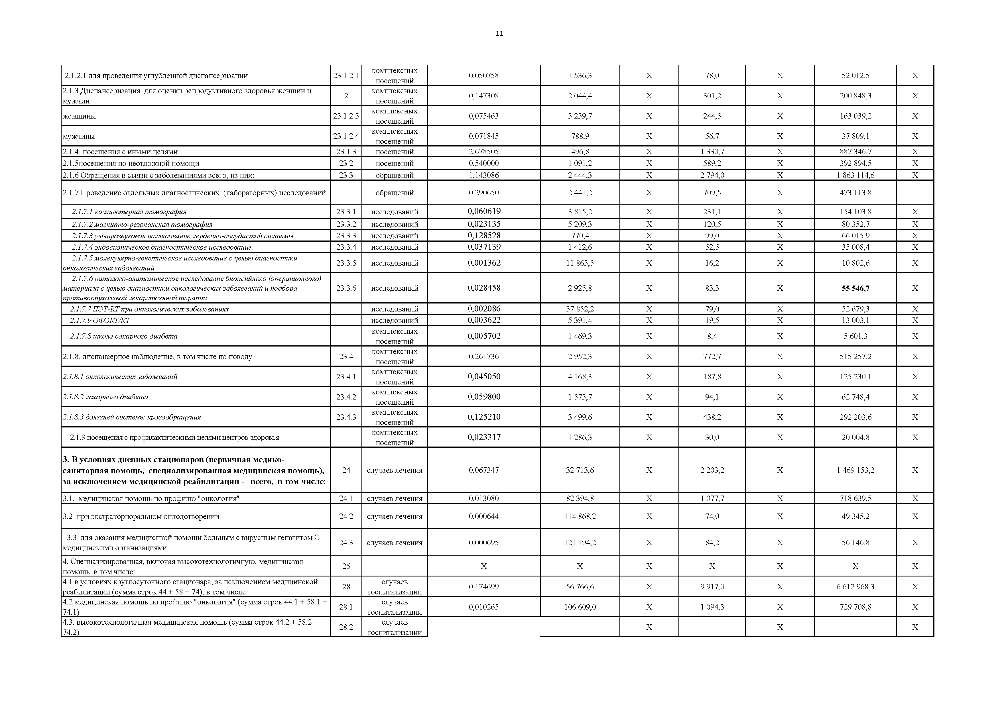 11
2.1.2.1 для проведения углубленной диспансеризации 23.1.2.1 комплексных посещений 0,050758 1 536,3 X 78,0 X 52 012,5 X
2.1.3 Диспансеризация для оценки репродуктивного здоровья женщин и мужчин 2 комплексных посещений 0,147308 2 044,4 X 301,2 X 200 848,3 X
женщины 23.1.2.3 комплексных посещений 0,075463 3 239,7 X 244,5 X 163 039,2 X
мужчины 23.1.2.4 комплексных посещений 0,071845 788,9 X 56,7 X 37 809,1 X
2.1.4. посещения с иными целями 23.1.3 посещений 2,678505 496,8 X 1 330,7 X 887 346,7 X
2.1.5посещения по неотложной помощи 23.2 посещений 0,540000 1 091,2 X 589,2 X 392 894,5 X
2.1.6 Обращения в сыязи с заболеваниями всего, из них: 23.3 обращений 1,143086 2 444,3 X 2 794,0 X 1 863 114,6 X
2.1.7 Проведение отдельных диагностических (лабораторных) исследований: обращений 0,290650 2 441,2 X 709,5 X 473 113,8
2.1.7.1 компьютерная томография 23.3.1 исследований 0,060619 3 815,2 X 231,1 X 154 103,8 X
2.1.7.2 магнитно-резонансная томография 23.3.2 исследований 0,023135 5 209,3 X 120,5 X 80 352,7 X
2.1.7.3 ультразвуковое исследование сердечно-сосудистой системы 23.3.3 исследований 0,128528 770,4 X 99,0 X 66 015,9 X
2.1.7.4 эндоскопическое диагностическое исследование 23.3.4 исследований 0,037139 1 412,6 X 52,5 X 35 008,4 X
2.1.7.5 молекулярно-генетическое исследование с целью диагностики онкологических заболеваний 23.3.5 исследований 0,001362 11 863,5 X 16,2 X 10 802,6 X
2.1.7.6 патолого-анатомическое исследование биопсийного (операционного) материала с целью диагностики онкологических заболеваний и подбора противоопухолевой лекарственной терапии 23.3.6 исследований 0,028458 2 925,8 X 83,3 X 55 546,7 X
2.1.7.7 ПЭТ-КТ при онкологических заболеваниях исследований 0,002086 37 852,2 X 79,0 X 52 679,3 X
2.1.7.9 ОФЭКТ/КТ исследований 0,003622 5 391,4 X 19,5 X 13 003,1 X
2.1.7.8 школа сахарного диабета комплексных посещений 0,005702 1 469,3 X 8,4 X 5 601,3 X
2.1.8. диспансерное наблюдение, в том числе по поводу 23.4 комплексных посещений 0,261736 2 952,3 X 772,7 X 515 257,2 X
2.1.8.1 онкологических заболеваний 23.4.1 комплексных посещений 0,045050 4 168,3 X 187,8 X 125 230,1 X
2.1.8.2 сахарного диабета 23.4.2 комплексных посещений 0,059800 1 573,7 X 94,1 X 62 748,4 X
2.1.8.3 болезней системы кровообращения 23.4.3 комплексных посещений 0,125210 3 499,6 X 438,2 X 292 203,6 X
2.1.9 посещения с профилактическими целями центров здоровья комплексных посещений 0,023317 1 286,3 X 30,0 X 20 004,8 X
3. В условиях дневных стационаров (первичная медико-санитарная помощь, специализированная медицинская помощь), за исключением медицинской реабилитации - всего, в том числе: 24 случаев лечения 0,067347 32 713,6 X 2 203,2 X 1 469 153,2 X
3.1. медицинская помощь по профилю "онкология" 24.1 случаев лечения 0,013080 82 394,8 X 1 077,7 X 718 639,5 X
3.2 при экстракорпоральном оплодотворении 24.2 случаев лечения 0,000644 114 868,2 X 74,0 X 49 345,2 X
3.3 для оказания медициснкой помощи больным с вирусным гепатитом С медицинскими организациями 24.3 случаев лечения 0,000695 121 194,2 X 84,2 X 56 146,8 X
4. Специализированная, включая высокотехнологичную, медицинская помощь, в том числе: 26 X X X X X X X
4.1 в условиях круглосуточного стационара, за исключением медицинской реабилитации (сумма строк 44 + 58 + 74), в том числе: 28 случаев госпитализации 0,174699 56 766,6 X 9 917,0 X 6 612 968,3 X
4.2 медицинская помощь по профилю "онкология" (сумма строк 44.1 + 58.1 + 74.1) 28.1 случаев госпитализации 0,010265 106 609,0 X 1 094,3 X 729 708,8 X
4.3. высокотехнологичная медицинская помощь (сумма строк 44.2 + 58.2 + 74.2) 28.2 случаев госпитализации X X X